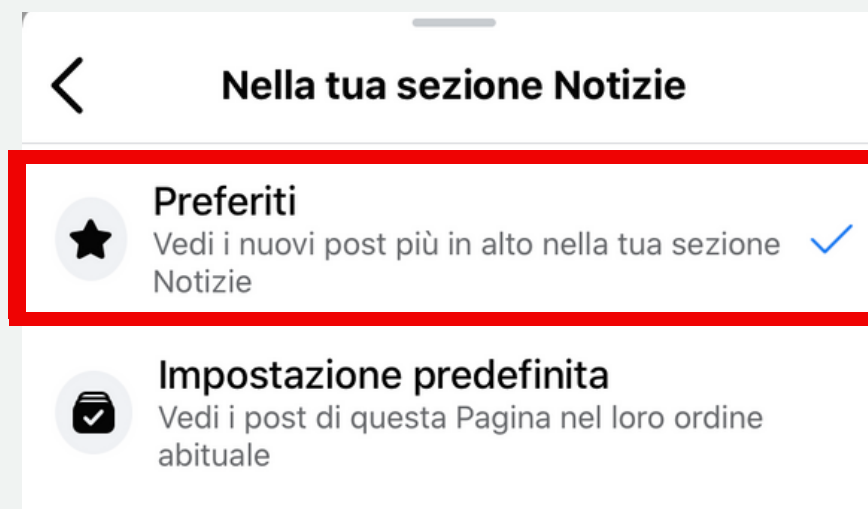 Nella tua sezione Notizie
Preferiti
Vedi i nuovi post più in alto nella tua sezione
Notizie
Impostazione predefinita
Vedi i post di questa Pagina nel loro ordine
abituale